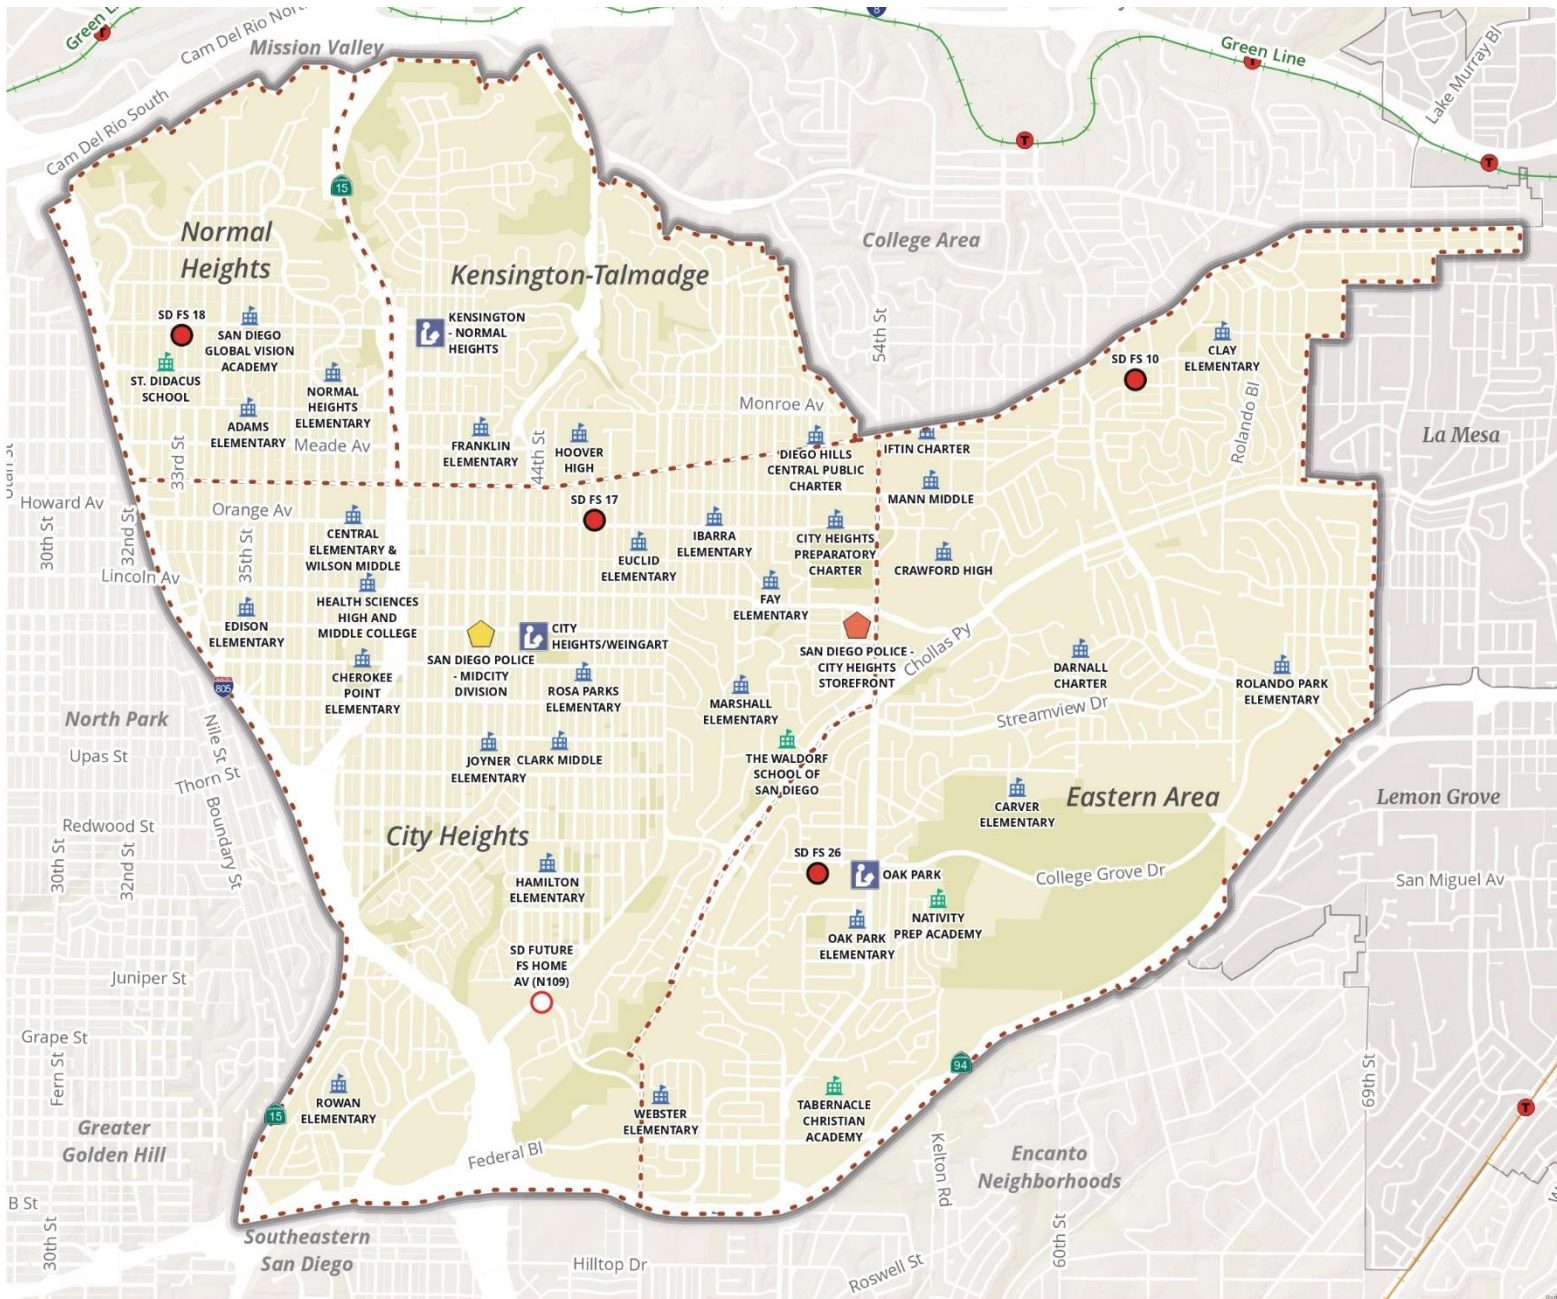 Green L
Cam Del Rio Nort
Mission Valley
8
Green Line
Lake Murray Bl
T
T
T
T
Cam Del Rio South
15
Normal
Heights
College Area
Kensington-Talmadge
SD FS 18
SAN DIEGO
GLOBAL VISION
ACADEMY
KENSINGTON
- NORMAL
HEIGHTS
54th St
CLAY
ELEMENTARY
SD FS 10
ST. DIDACUS
SCHOOL
NORMAL
HEIGHTS
ELEMENTARY
Rolando Bl
Monroe Av
ADAMS
ELEMENTARY
Meade Av
33rd St
FRANKLIN
ELEMENTARY
44th St
HOOVER
HIGH
DIEGO HILLS
CENTRAL PUBLIC
CHARTER
IFTIN CHARTER
La Mesa
MANN MIDDLE
Howard Av
30th St
32nd St
Orange Av
35th St
SD FS 17
CENTRAL
ELEMENTARY &
WILSON MIDDLE
IBARRA
ELEMENTARY
CITY HEIGHTS
PREPARATORY
CHARTER
EUCLID
ELEMENTARY
CRAWFORD HIGH
Lincoln Av
HEALTH SCIENCES
HIGH AND
MIDDLE COLLEGE
FAY
ELEMENTARY
EDISON
ELEMENTARY
CITY
HEIGHTS/WEINGART
SAN DIEGO POLICE
- MIDCITY
DIVISION
SAN DIEGO POLICE -
CITY HEIGHTS
STOREFRONT
Chollas Py
CHEROKEE
POINT
ELEMENTARY
ROSA PARKS
ELEMENTARY
DARNALL
CHARTER
ROLANDO PARK
ELEMENTARY
805
MARSHALL
ELEMENTARY
Streamview Dr
North Park
Nile St
Upas St
Thorn St
JOYNER
ELEMENTARY
CLARK MIDDLE
THE WALDORF
SCHOOL OF
SAN DIEGO
Boundary St
Eastern Area
CARVER
ELEMENTARY
Lemon Grove
Redwood St
City Heights
30th St
32nd St
SD FS 26
HAMILTON
ELEMENTARY
OAK PARK
College Grove Dr
San Miguel Av
NATIVITY
PREP ACADEMY
OAK PARK
ELEMENTARY
SD FUTURE
FS HOME
AV (N109)
Juniper St
Grape St
Fern St
94
69th St
ROWAN
ELEMENTARY
WEBSTER
ELEMENTARY
TABERNACLE
CHRISTIAN
ACADEMY
T
15
Greater
Golden Hill
Federal Bl
Kelton Rd
Encanto
Neighborhoods
B St
30th St
Southeastern
San Diego
60th St
Hilltop Dr
Roswell St